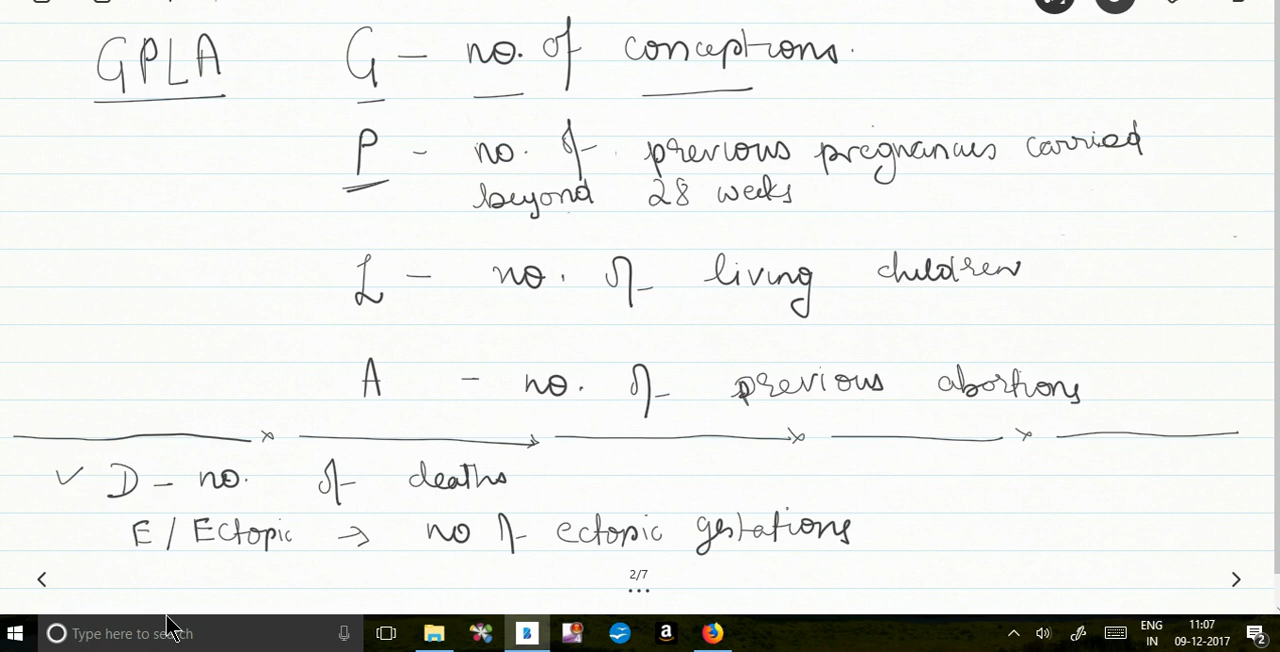 GPLA G - no. of conceptions.
P - no. of previous pregnancies carried
beyond 28 weeks
L - no. of living children
A - no. of previous abortions
D - no. of deaths
E / Ectopic → no of ectopic gestations
2/7
Type here to search
ENG
IN
11:07
09-12-2017
2